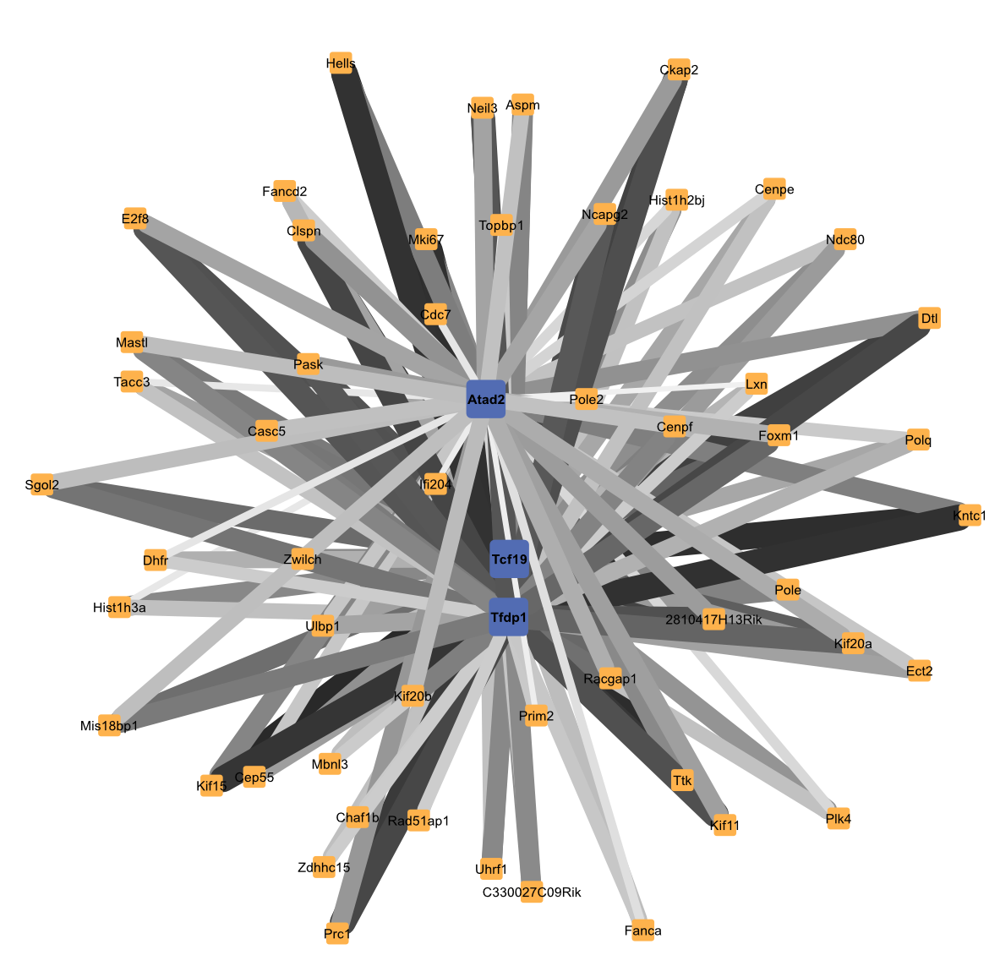 Hells
Ckap2
Neil3
Aspm
Fancd2
Cenpe
Hist1h2bj
E2f8
Ncapg2
Clspn
Topbp1
Mki67
Ndc80
Cdc7
Dtl
Mastl
Pask
Tacc3
Lxn
Atad2
Pole2
Cenpf
Casc5
Foxm1
Polq
Sgol2
Ifi204
Kntc1
Dhfr
Zwilch
Tcf19
Pole
Hist1h3a
Tfdp1
2810417H13Rik
Ulbp1
Kif20a
Ect2
Racgap1
Kif20b
Prim2
Mis18bp1
Mbnl3
Cep55
Ttk
Kif15
Chaf1b
Rad51ap1
Plk4
Kif11
Zdhhc15
Uhrf1
C330027C09Rik
Fanca
Prc1